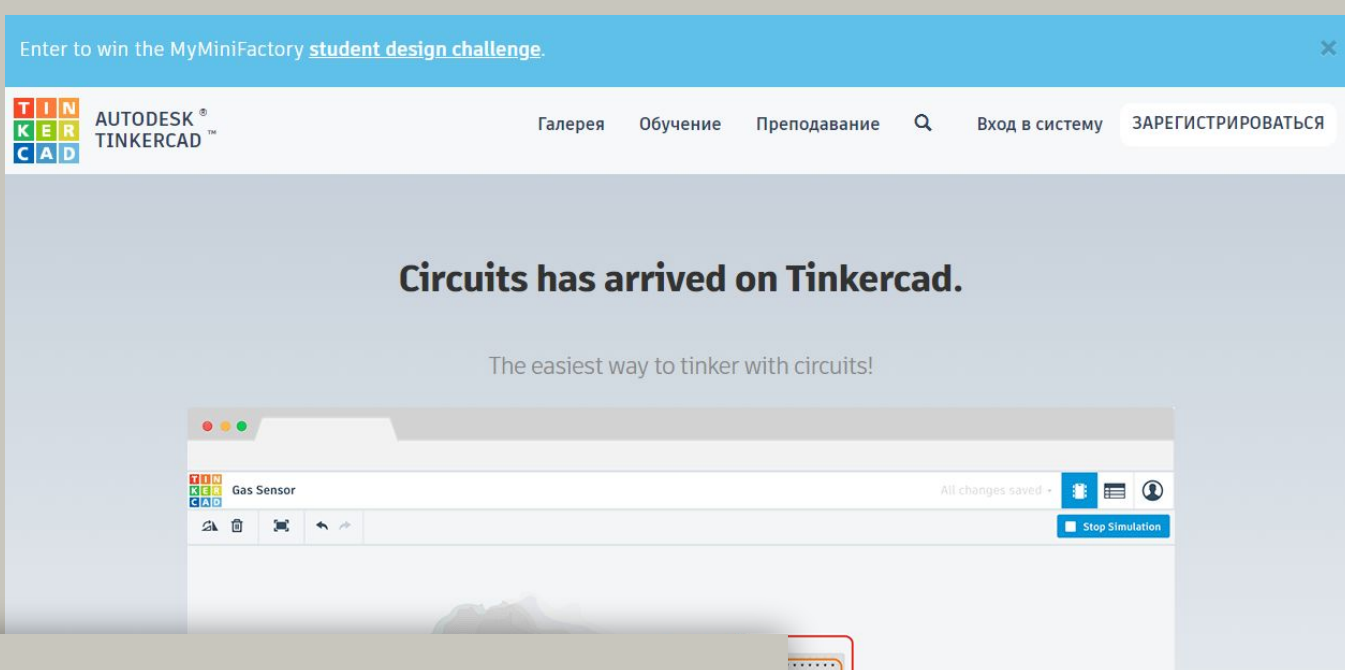 Enter to win the MyMiniFactory student design challenge.
×
TIN
KER
CAD
AUTODESK ®
TINKERCAD ™
Галерея Обучение Преподавание Вход в систему ЗАРЕГИСТРИРОВАТЬСЯ
Circuits has arrived on Tinkercad.
The easiest way to tinker with circuits!
TIN
KER
CAD
Gas Sensor All changes saved
Stop Simulation